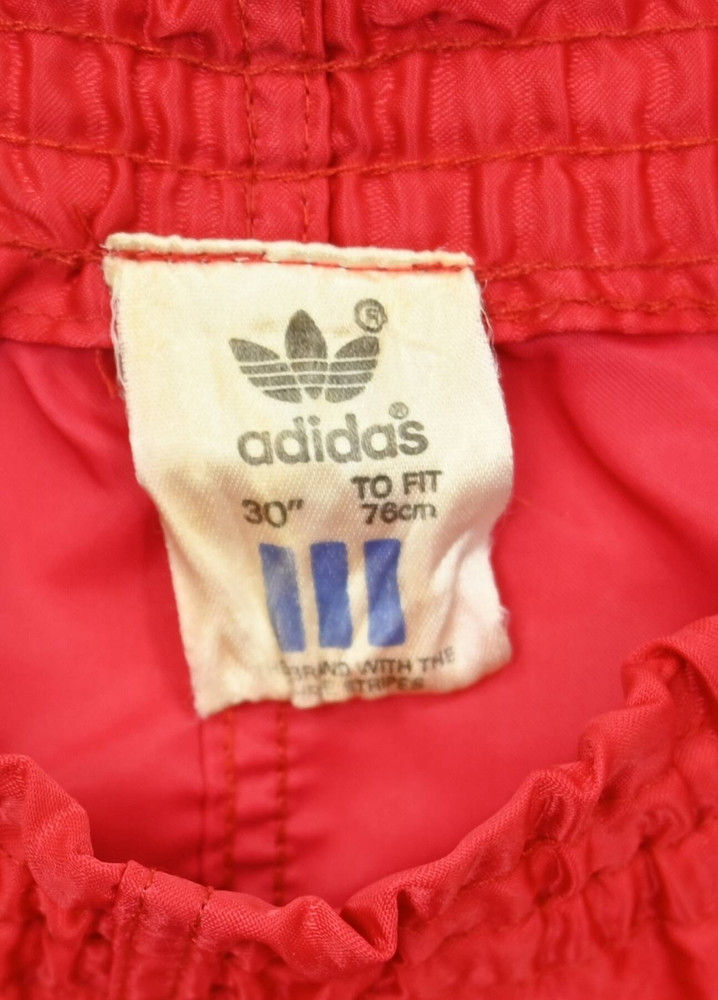 ®
adidas®
TO FIT
30" 76cm
BRAND WITH THE
STRIPES